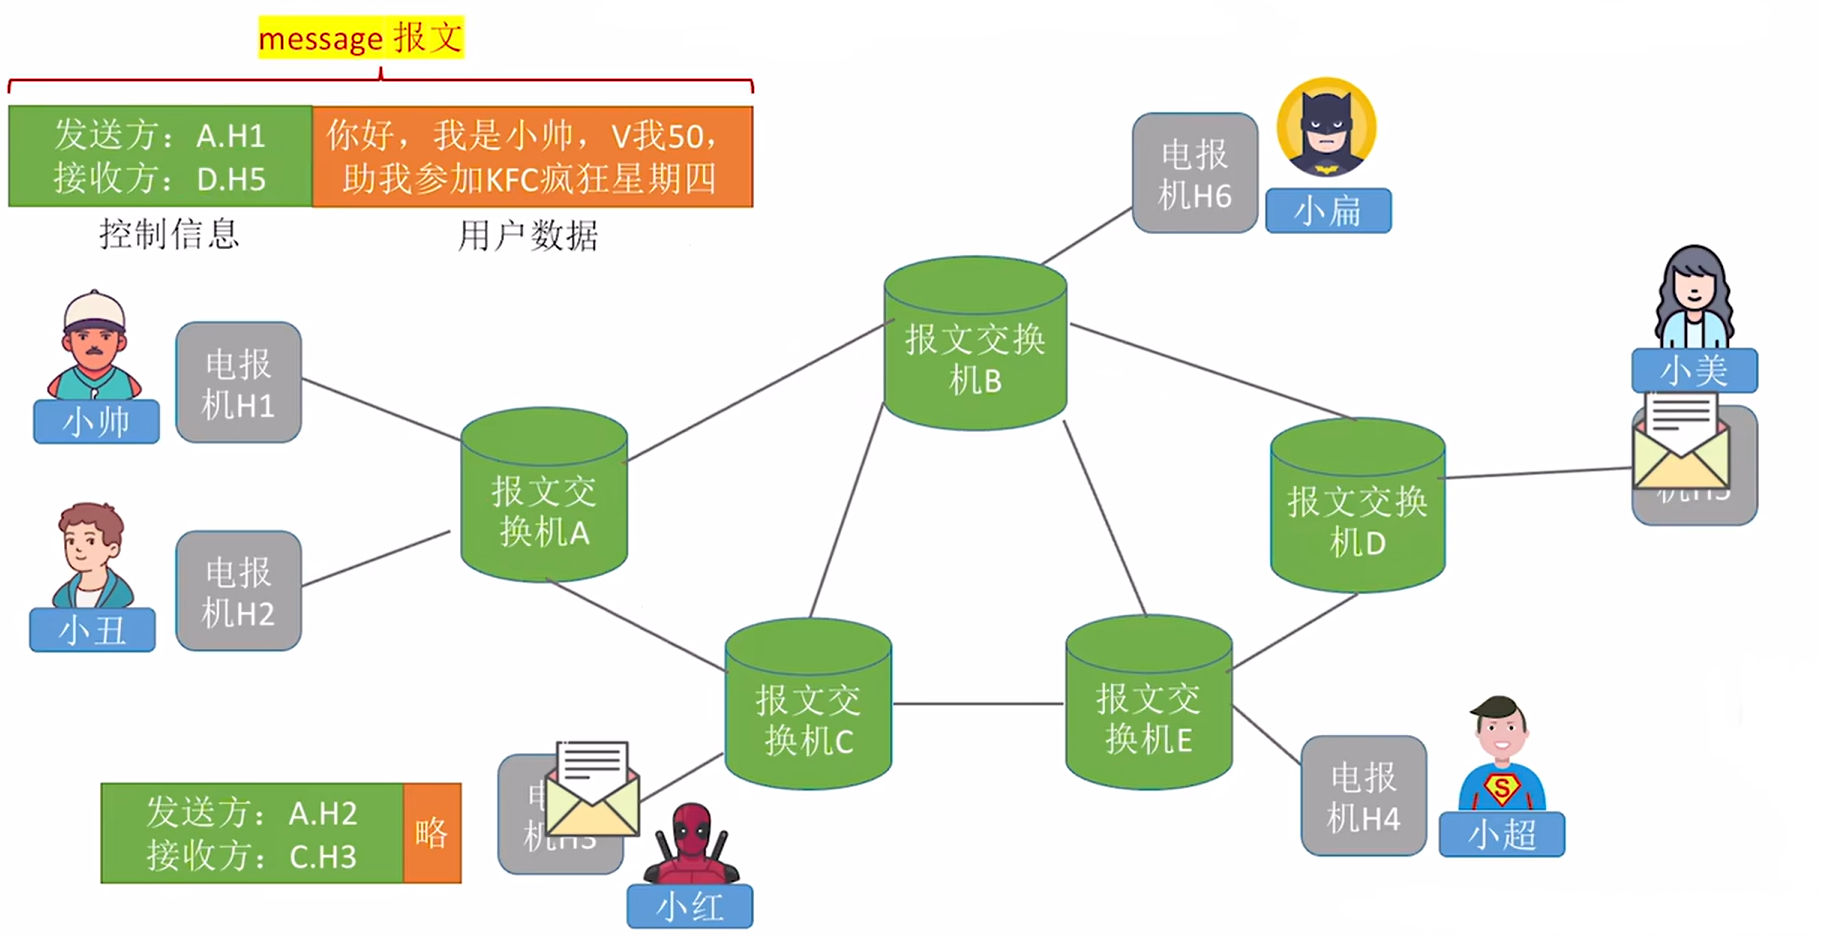 message 报文
发送方：A.H1
接收方：D.H5
你好，我是小帅，V我50，
助我参加KFC疯狂星期四
控制信息
用户数据
电报
机H6
小扁
报文交换
机B
小美
电报
机H1
小帅
报文交
换机A
报文交换
机D
机H5
电报
机H2
小丑
报文交
换机C
报文交
换机E
发送方：A.H2
接收方：C.H3
略
电
机H3
小红
电报
机H4
小超
S